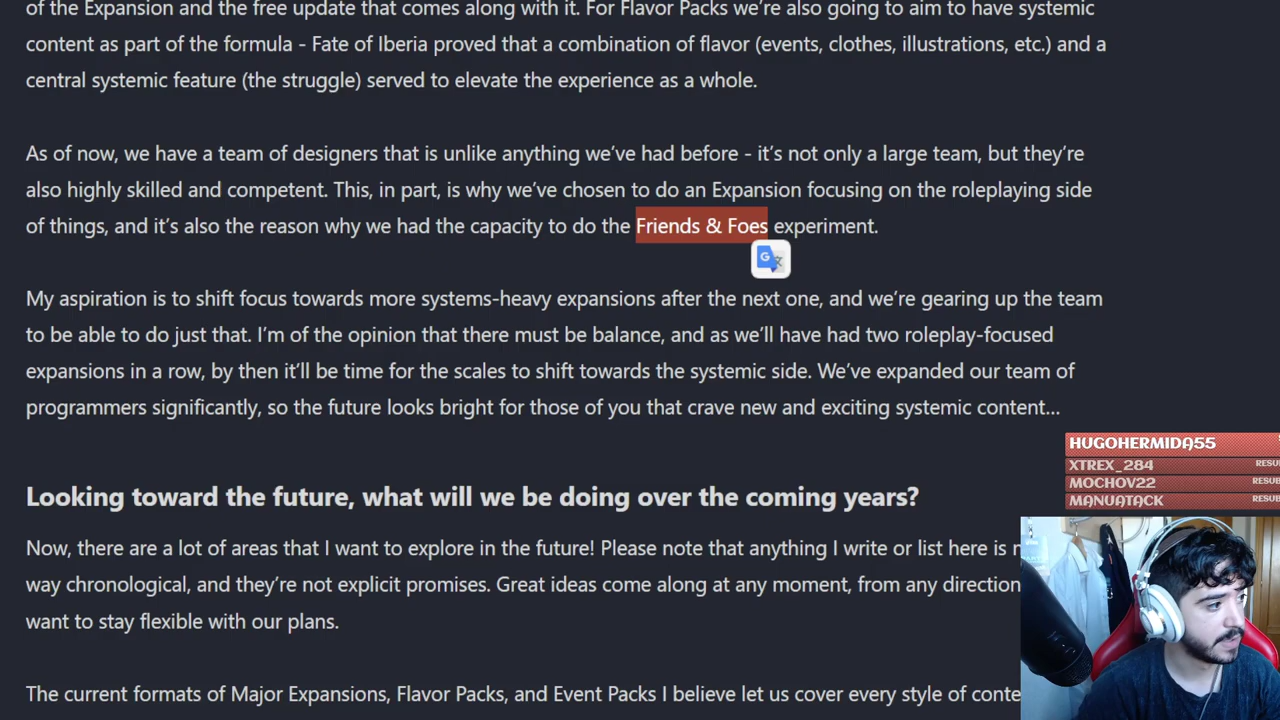 of the Expansion and the free update that comes along with it. For Flavor Packs we're also going to aim to have systemic
content as part of the formula - Fate of Iberia proved that a combination of flavor (events, clothes, illustrations, etc.) and a
central systemic feature (the struggle) served to elevate the experience as a whole.
As of now, we have a team of designers that is unlike anything we've had before - it's not only a large team, but they're
also highly skilled and competent. This, in part, is why we've chosen to do an Expansion focusing on the roleplaying side
of things, and it's also the reason why we had the capacity to do the Friends & Foes experiment.
My aspiration is to shift focus towards more systems-heavy expansions after the next one, and we're gearing up the team
to be able to do just that. I'm of the opinion that there must be balance, and as we'll have had two roleplay-focused
expansions in a row, by then it'll be time for the scales to shift towards the systemic side. We've expanded our team of
programmers significantly, so the future looks bright for those of you that crave new and exciting systemic content...
HUGOHERMIDA55
XTREX_284 RESU
MOCHOV22 RESU
MANUATACK RESU
Looking toward the future, what will we be doing over the coming years?
Now, there are a lot of areas that I want to explore in the future! Please note that anything I write or list here is
way chronological, and they're not explicit promises. Great ideas come along at any moment, from any direction
want to stay flexible with our plans.
The current formats of Major Expansions, Flavor Packs, and Event Packs I believe let us cover every style of conte